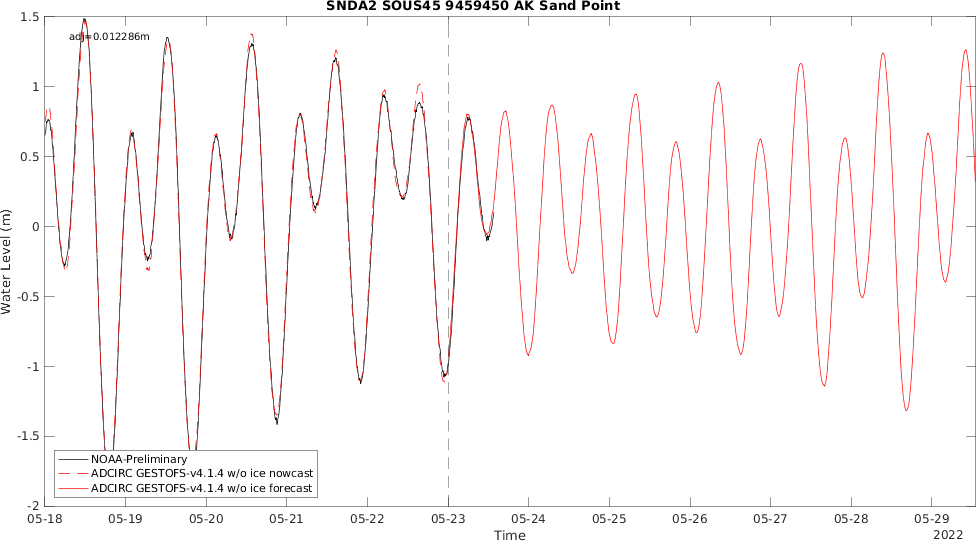 SNDA2 SOUS45 9459450 AK Sand Point
adj=0.012286m
1.5
1
0.5
0
-0.5
-1
-1.5
-2
Water Level (m)
NOAA-Preliminary
ADCIRC GESTOFS-v4.1.4 w/o ice nowcast
ADCIRC GESTOFS-v4.1.4 w/o ice forecast
05-18 05-19 05-20 05-21 05-22 05-23 05-24 05-25 05-26 05-27 05-28 05-29
Time
2022